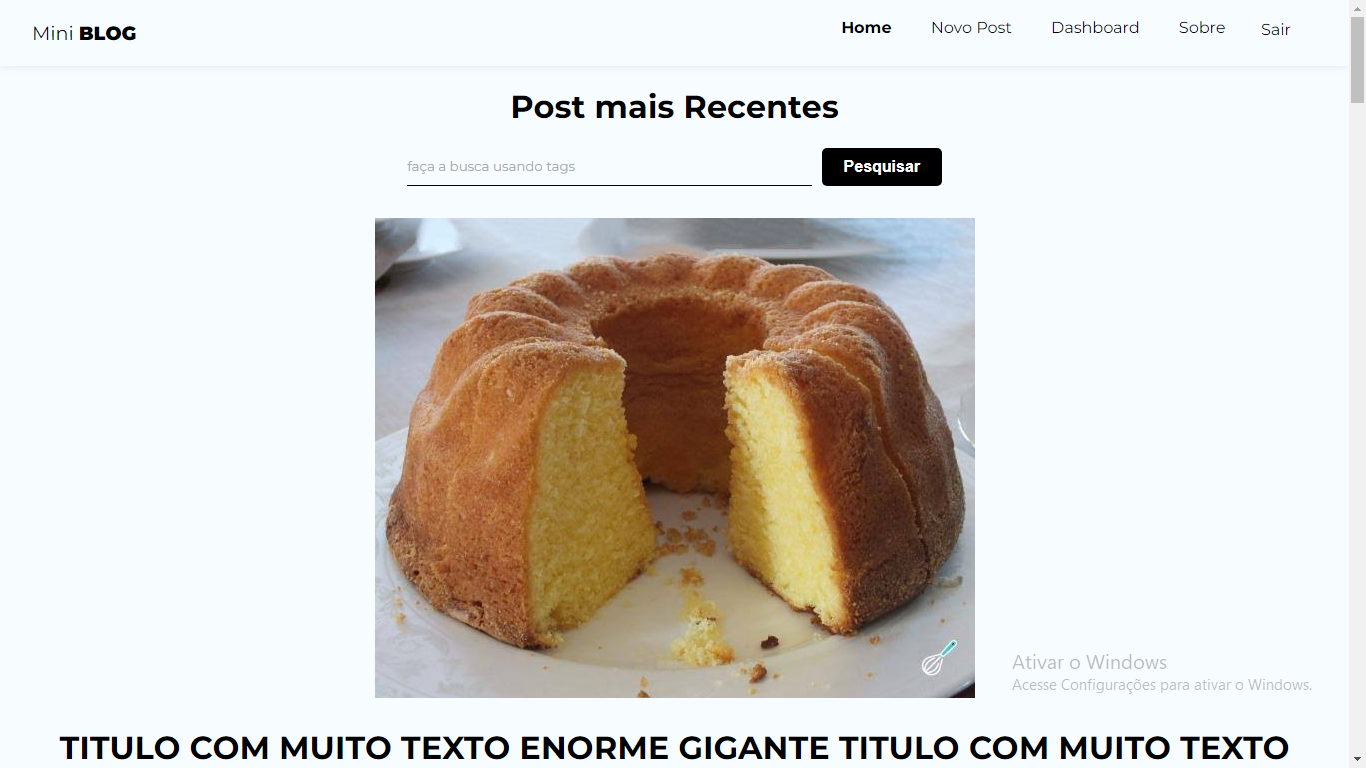 Mini BLOG
Home Novo Post Dashboard Sobre Sair
Post mais Recentes
faça a busca usando tags
Pesquisar
Ativar o Windows
Acesse Configurações para ativar o Windows.
TITULO COM MUITO TEXTO ENORME GIGANTE TITULO COM MUITO TEXTO